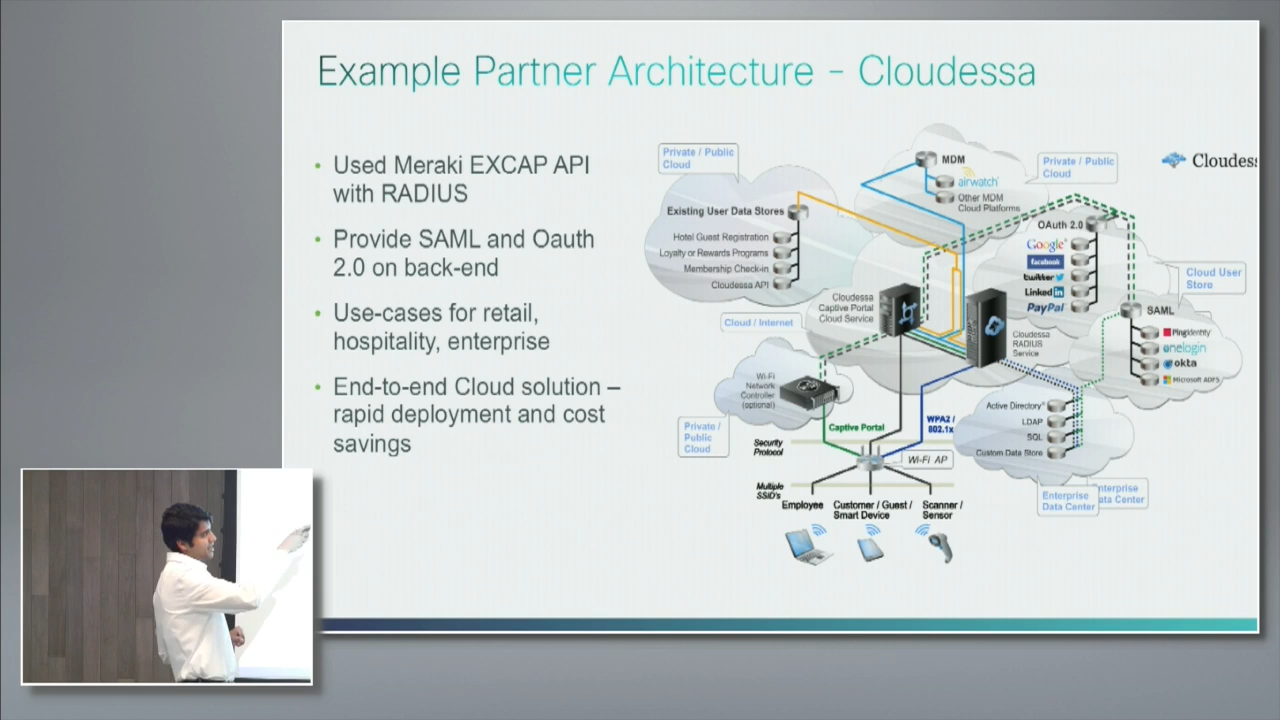 Example Partner Architecture – Cloudessa
• Used Meraki EXCAP API
with RADIUS
• Provide SAML and Oauth
2.0 on back-end
• Use-cases for retail,
hospitality, enterprise
• End-to-end Cloud solution –
rapid deployment and cost
savings
Private / Public
Cloud
Existing User Data Stores
Hotel Guest Registration
Loyalty or Rewards Programs
Membership Check-in
Cloudessa API
MDM
airwatch
Other MDM
Cloud Platforms
Private / Public
Cloud
Cloudess
OAuth 2.0
Google
facebook
twitter
Linked in
PayPal
Cloud User
Store
SAML
PingIdentity
onelogin
okta
Microsoft ADFS
Cloudessa
Captive Portal
Cloud Service
Cloudessa
RADIUS
Service
Cloud / Internet
Wi-Fi
Network
Controller
(optional)
Private /
Public
Cloud
Captive Portal
WPA2 /
802.1x
Security
Protocol
Wi-Fi AP
Active Directory
LDAP
SQL
Custom Data Store
Enterprise
Data Center
nterprise
ata Center
Multiple
SSID's
Employee
Customer / Guest /
Smart Device
Scanner /
Sensor